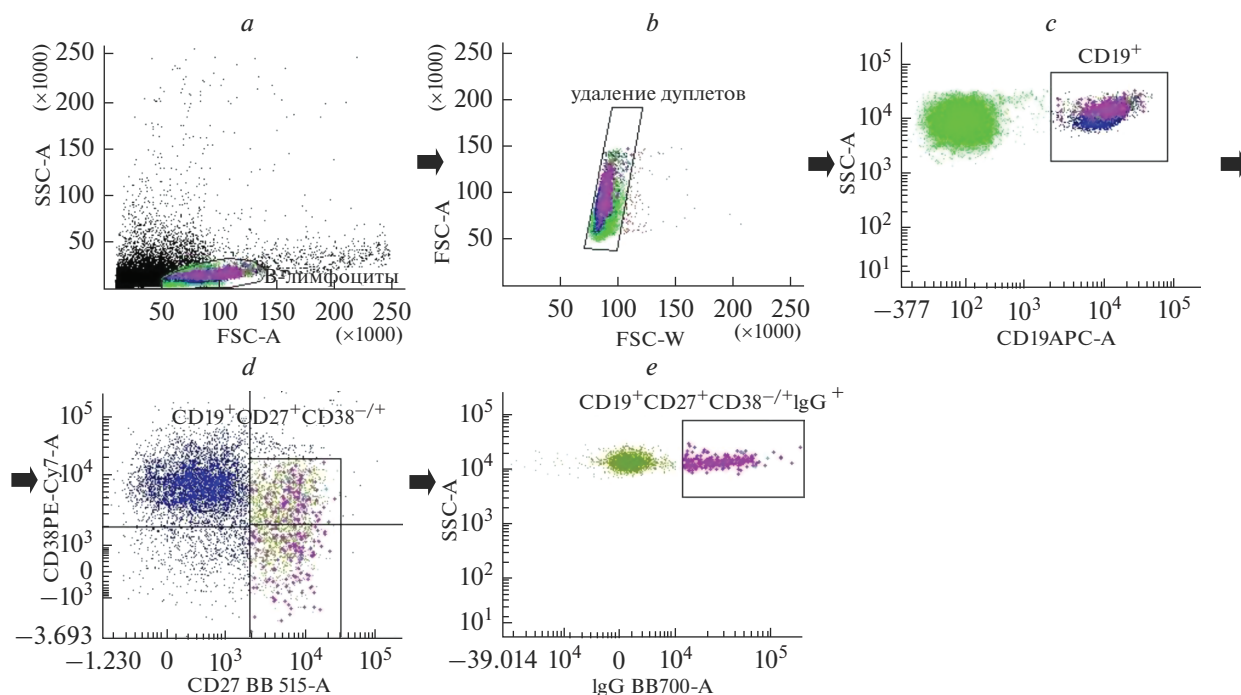 a
b
c
250
200
150
100
50
(×1000)
SSC-A
В-лимфоциты
50 100 150 200 250
FSC-A
(×1000)
250
200
150
100
50
(×1000)
FSC-A
удаление дуплетов
50 100 150 200 250
FSC-W
(×1000)
CD19⁺
10⁵
10⁴
10³
10²
10¹
SSC-A
−377 10² 10³ 10⁴ 10⁵
CD19APC-A
d
e
CD19⁺CD27⁺CD38⁻/⁺
10⁵
10⁴
10³
0
−10³
−3.693
CD38PE-Cy7-A
−1.230 0 10³ 10⁴ 10⁵
CD27 BB 515-A
CD19⁺CD27⁺CD38⁻/⁺lgG⁺
10⁵
10⁴
10³
10²
10¹
SSC-A
−39.014 10⁴ 0 10⁴ 10⁵
lgG BB700-A